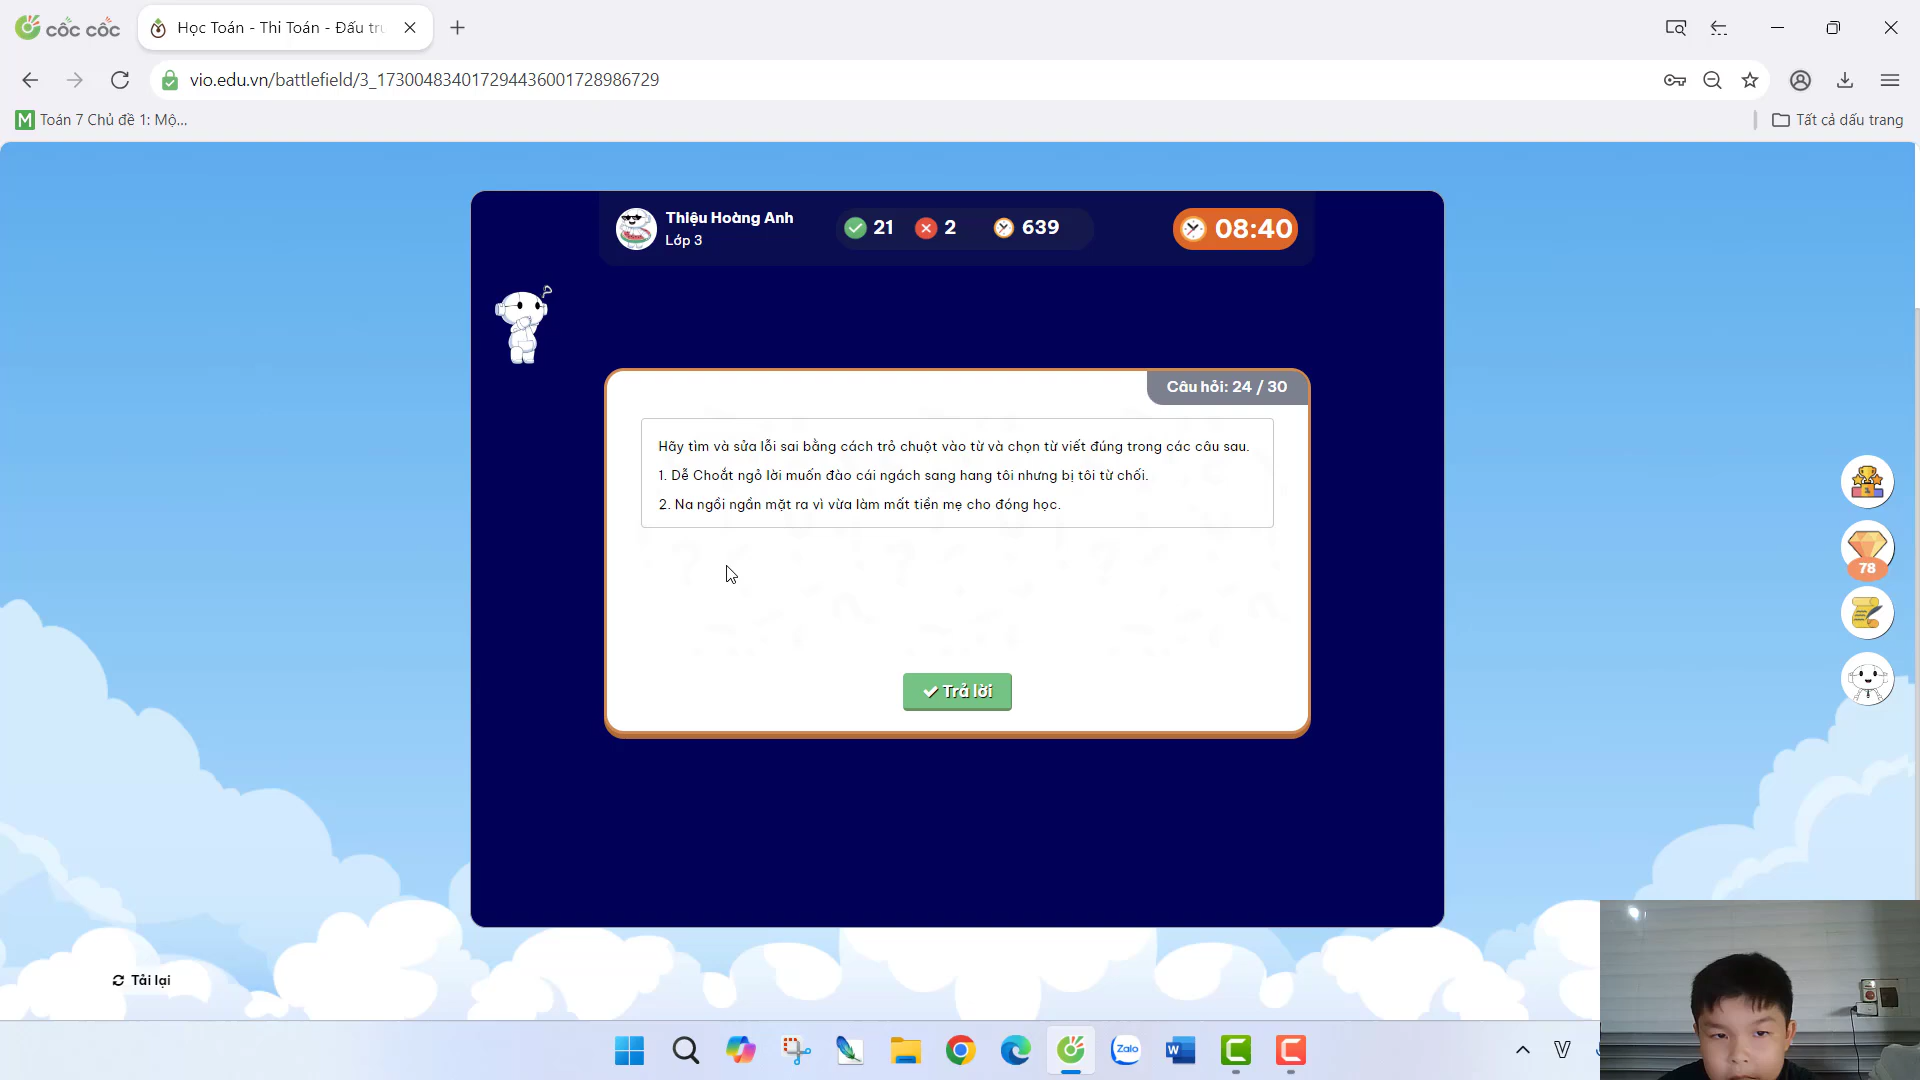 cốc cốc
Học Toán - Thi Toán - Đấu trư
vio.edu.vn/battlefield/3_1730048340172944360017289867​29
Toán 7 Chủ đề 1: Mộ...
Tất cả dấu trang
Thiệu Hoàng Anh
Lớp 3
21
2
639
08:40
Câu hỏi: 24 / 30
Hãy tìm và sửa lỗi sai bằng cách trỏ chuột vào từ và chọn từ viết đúng trong các câu sau.
1. Dễ Choắt ngỏ lời muốn đào cái ngách sang hang tôi nhưng bị tôi từ chối.
2. Na ngồi ngẩn mặt ra vì vừa làm mất tiền mẹ cho đóng học.
Trả lời
78
Tải lại
Zalo